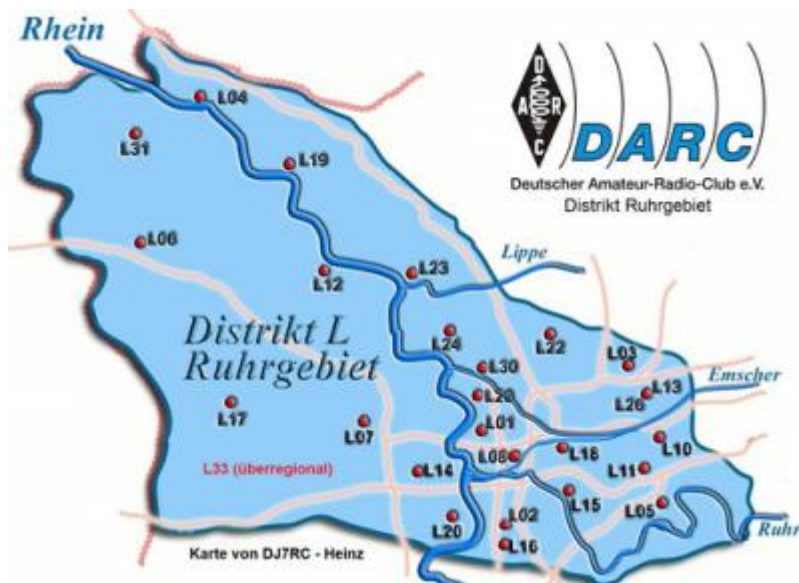 Rhein
L04
L31
L19
L06
L12
L23
Lippe
D
A R
C
DARC
Deutscher Amateur-Radio-Club e.V.
Distrikt Ruhrgebiet
Distrikt L
Ruhrgebiet
L24
L22
L03
L30
L13
Emscher
L26
L17
L07
L01
L08
L18
L10
L33 (überregional)
L14
L11
L15
L05
L20
L02
L16
Ruhr
Karte von DJ7RC - Heinz